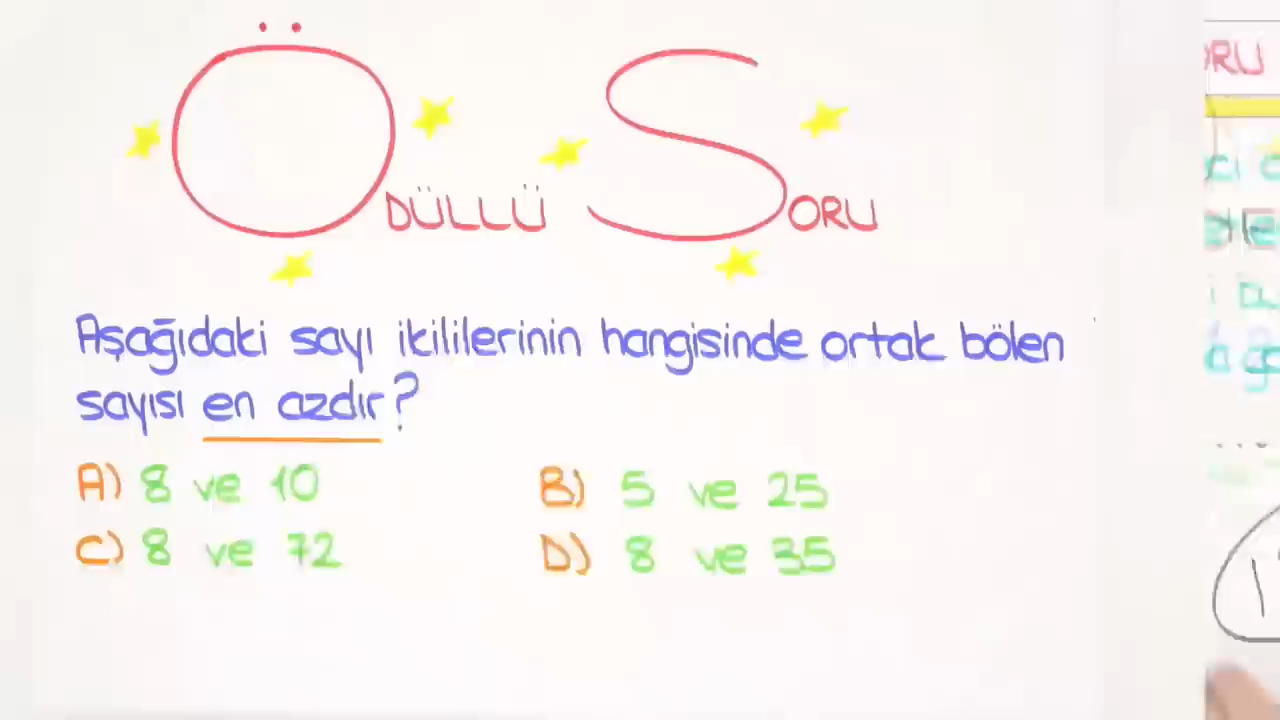 ÖDÜLLÜ SORU
Aşağıdaki sayı ikililerinin hangisinde ortak bölen
sayısı en azdır?
A) 8 ve 10 B) 5 ve 25
C) 8 ve 72 D) 8 ve 35
ORU